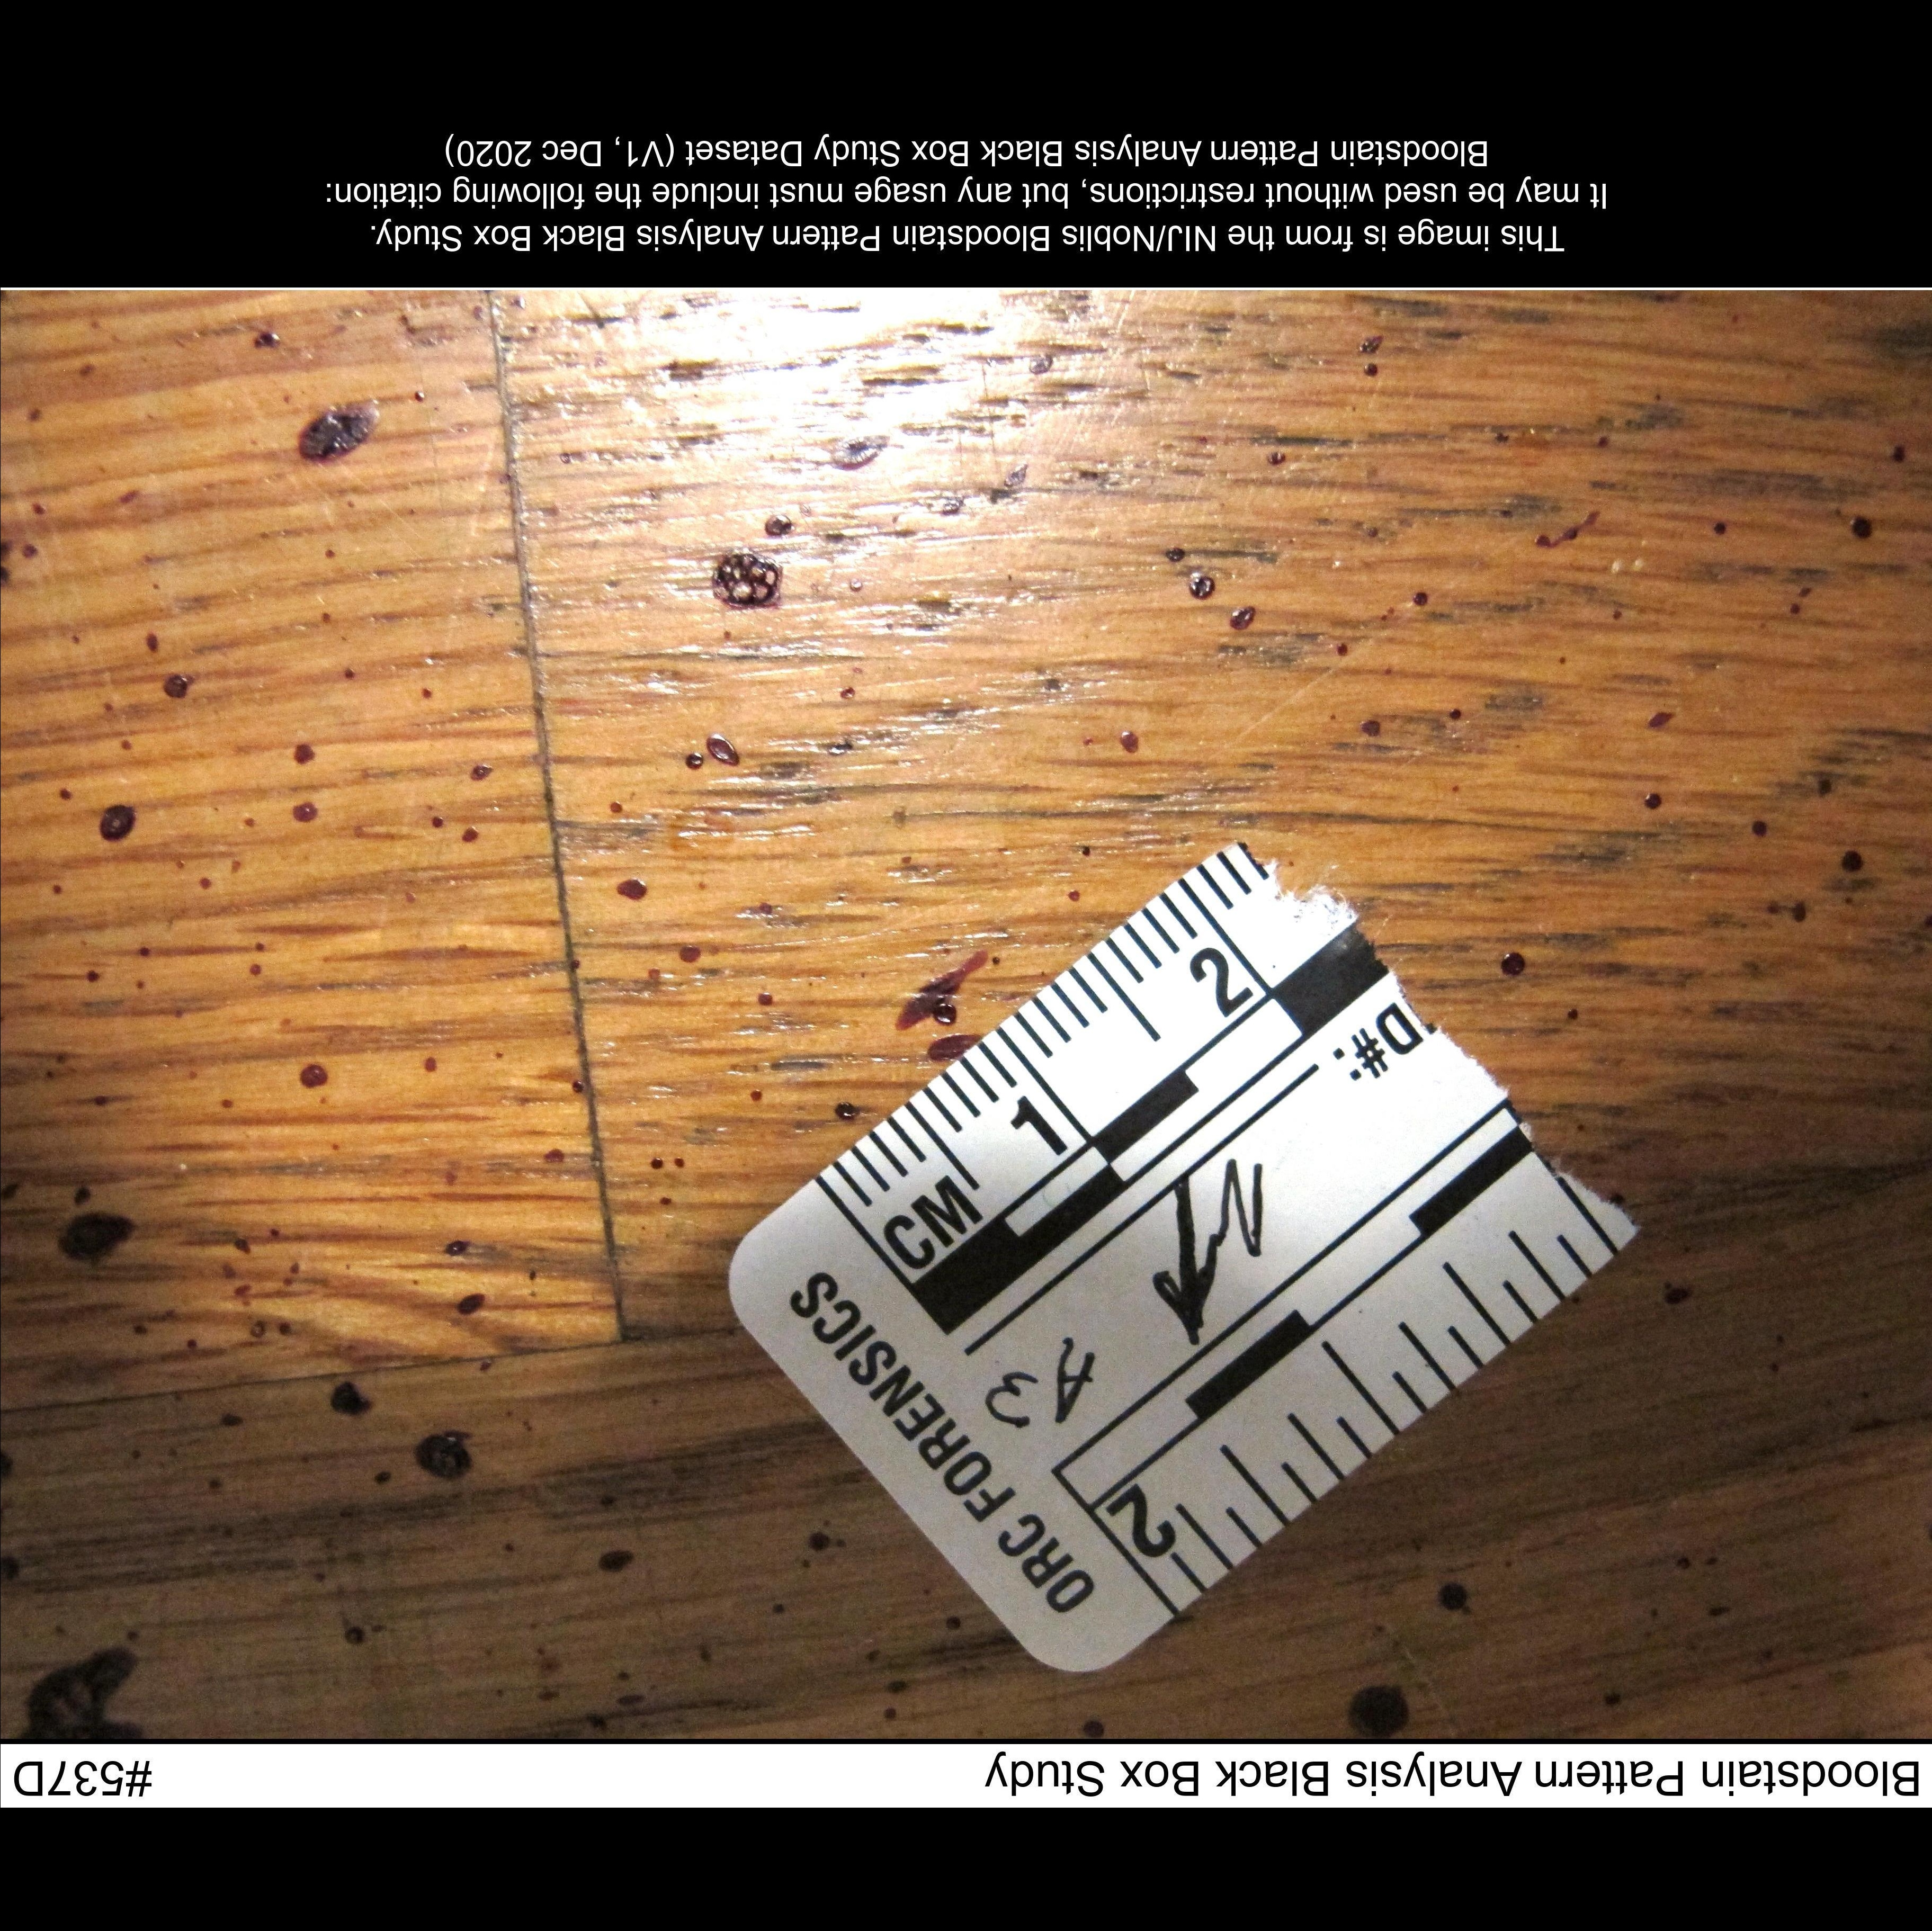 Bloodstain Pattern Analysis Black Box Study
#537D
ORC FORENSICS
CM
1
2
A3
ID#:
2
This image is from the NIJ/Noblis Bloodstain Pattern Analysis Black Box Study.
It may be used without restrictions, but any usage must include the following citation:
Bloodstain Pattern Analysis Black Box Study Dataset (V1, Dec 2020)